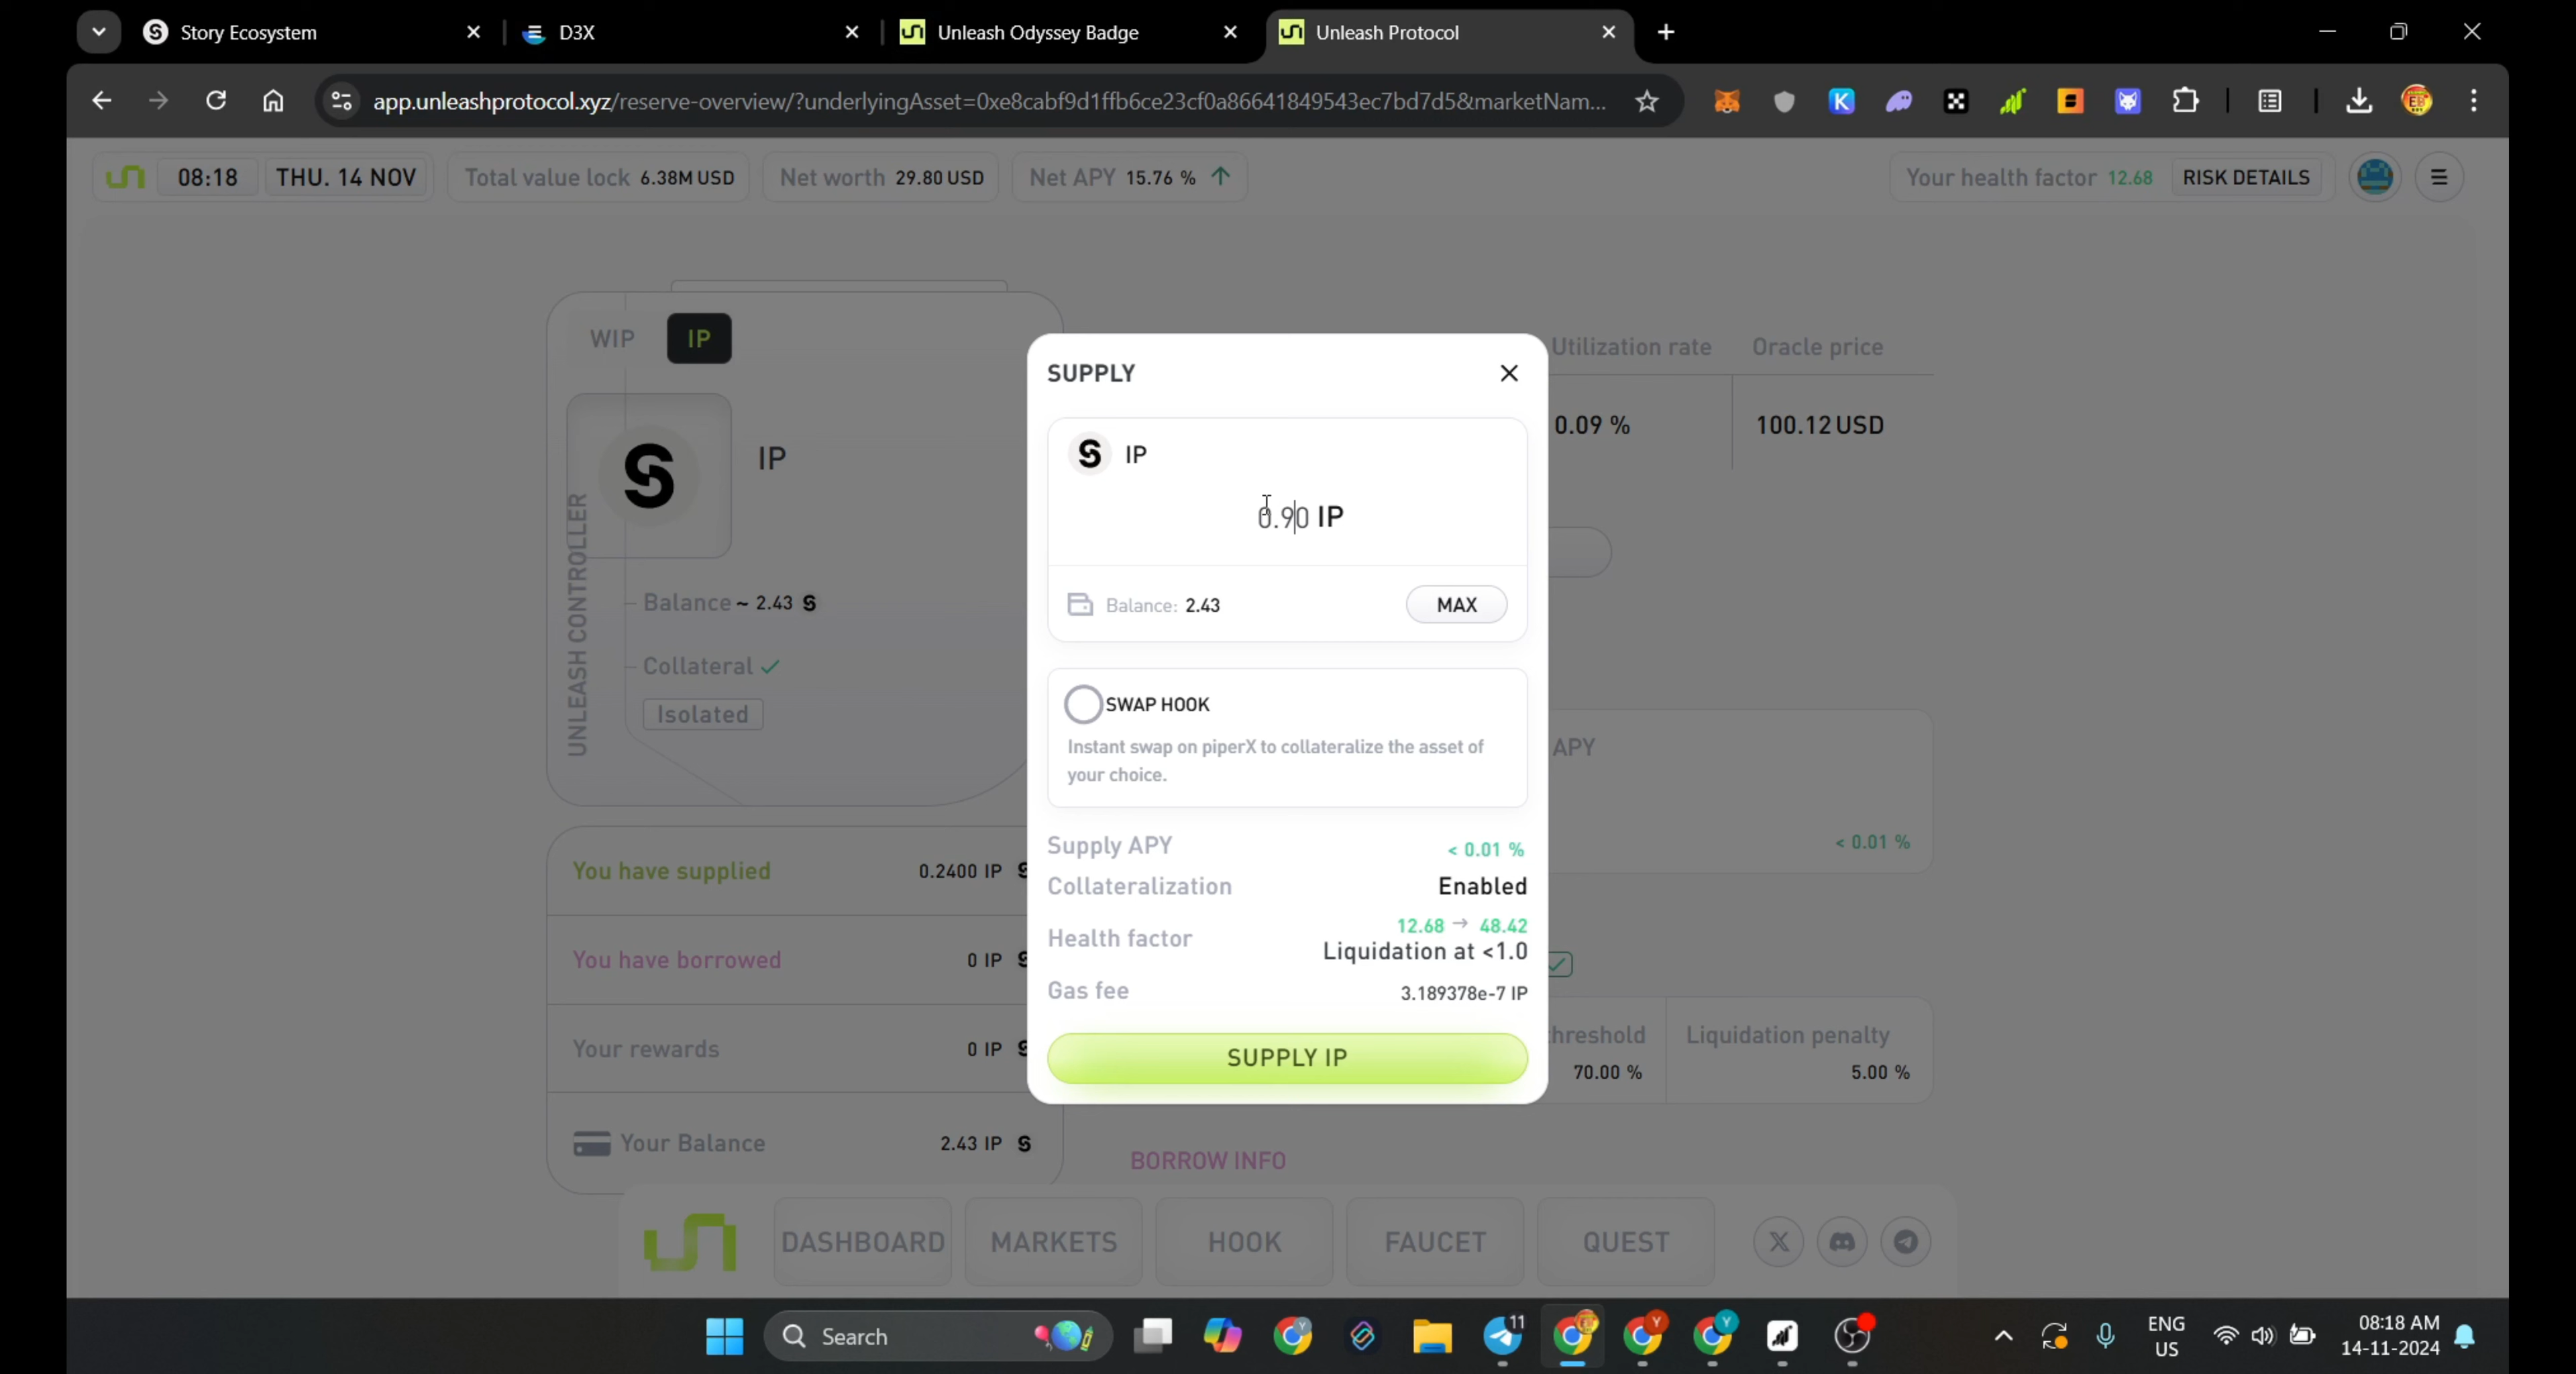 Story Ecosystem
D3X
Unleash Odyssey Badge
Unleash Protocol
app.unleashprotocol.xyz/reserve-overview/?underlyingAsset=0xe8cabf9d1ffb6ce23cf0a86641849543ec7bd7d5&marketNam...
08:18 THU. 14 NOV Total value lock 6.38M USD Net worth 29.80 USD Net APY 15.76 % Your health factor 12.68 RISK DETAILS
WIP IP
IP
UNLEASH CONTROLLER
Balance ~ 2.43
Collateral
Isolated
You have supplied 0.2400 IP
You have borrowed 0 IP
Your rewards 0 IP
Your Balance 2.43 IP
SUPPLY
IP
0.90 IP
Balance: 2.43 MAX
SWAP HOOK
Instant swap on piperX to collateralize the asset of
your choice.
Supply APY < 0.01 %
Collateralization Enabled
Health factor 12.68 → 48.42
Liquidation at <1.0
Gas fee 3.189378e-7 IP
SUPPLY IP
Utilization rate Oracle price
0.09 % 100.12 USD
APY
< 0.01 %
hreshold Liquidation penalty
70.00 % 5.00 %
BORROW INFO
DASHBOARD MARKETS HOOK FAUCET QUEST
Search
11
ENG
US
08:18 AM
14-11-2024